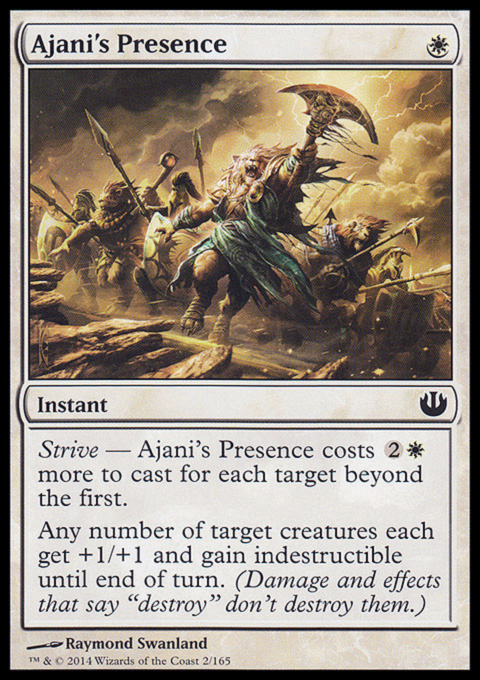 Ajani's Presence
Instant
Strive — Ajani's Presence costs 2
more to cast for each target beyond
the first.
Any number of target creatures each
get +1/+1 and gain indestructible
until end of turn. (Damage and effects
that say “destroy” don't destroy them.)
Raymond Swanland
™ & © 2014 Wizards of the Coast 2/165